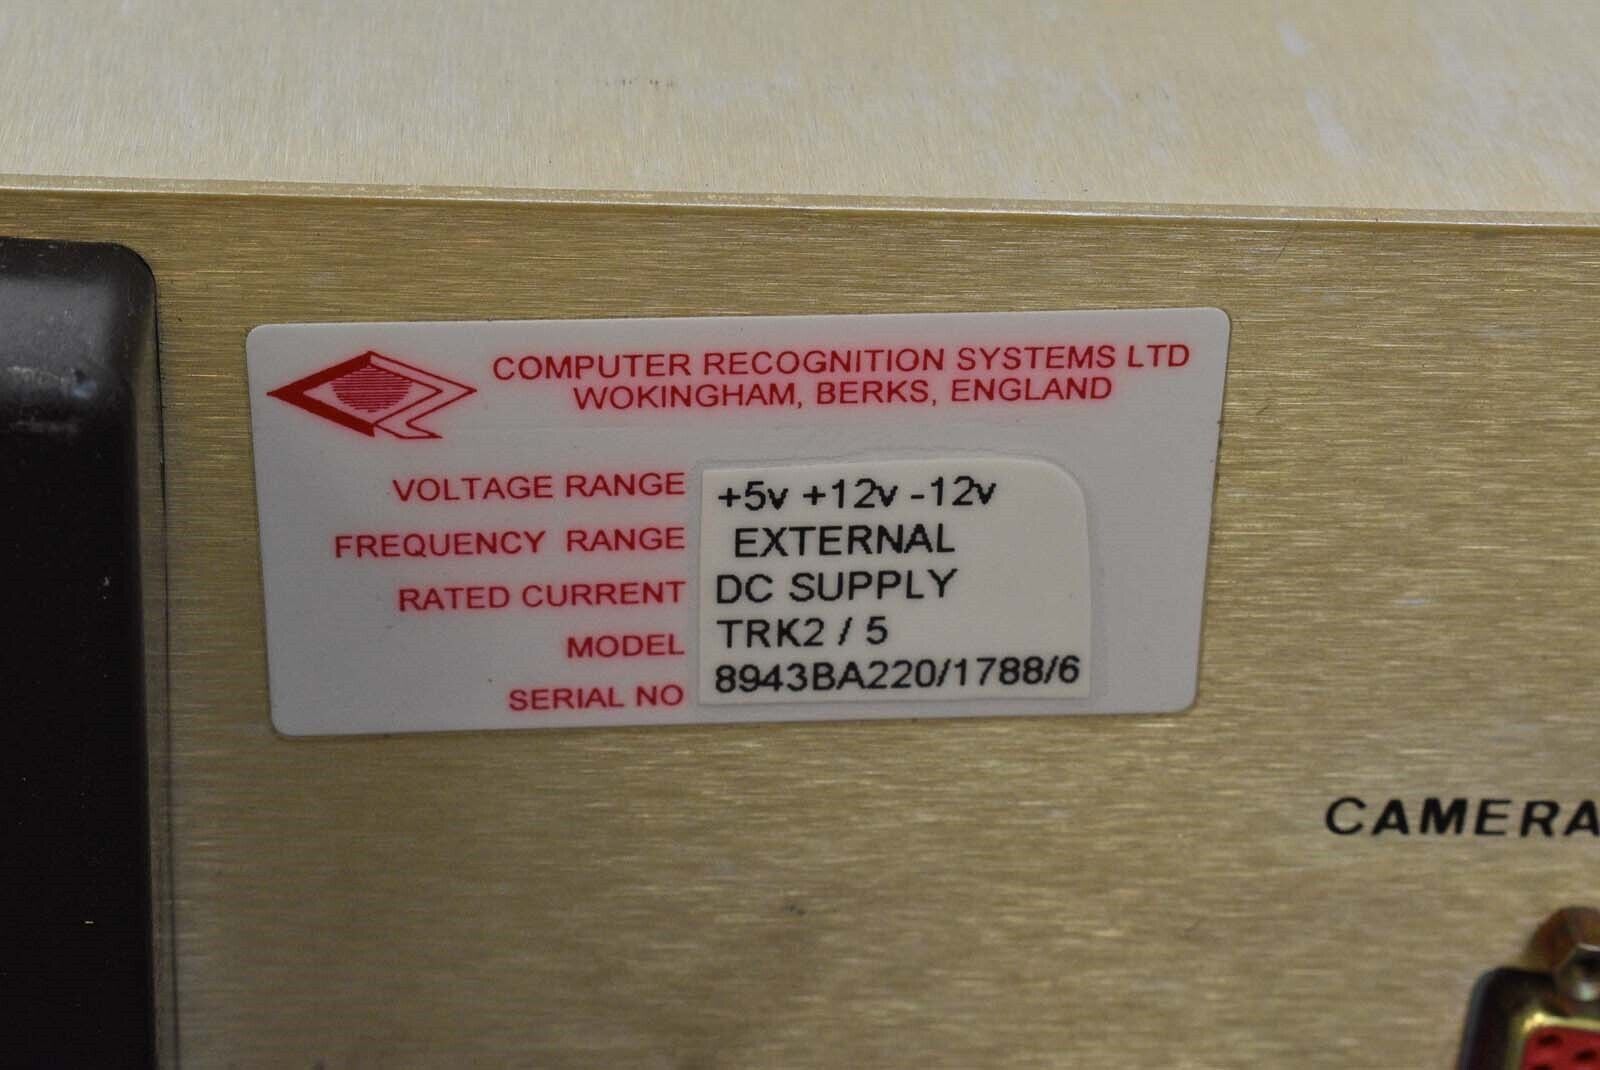 COMPUTER RECOGNITION SYSTEMS LTD
WOKINGHAM, BERKS, ENGLAND
VOLTAGE RANGE +5v +12v -12v
FREQUENCY RANGE EXTERNAL
RATED CURRENT DC SUPPLY
MODEL TRK2 / 5
SERIAL NO 8943BA220/1788/6
CAMERA